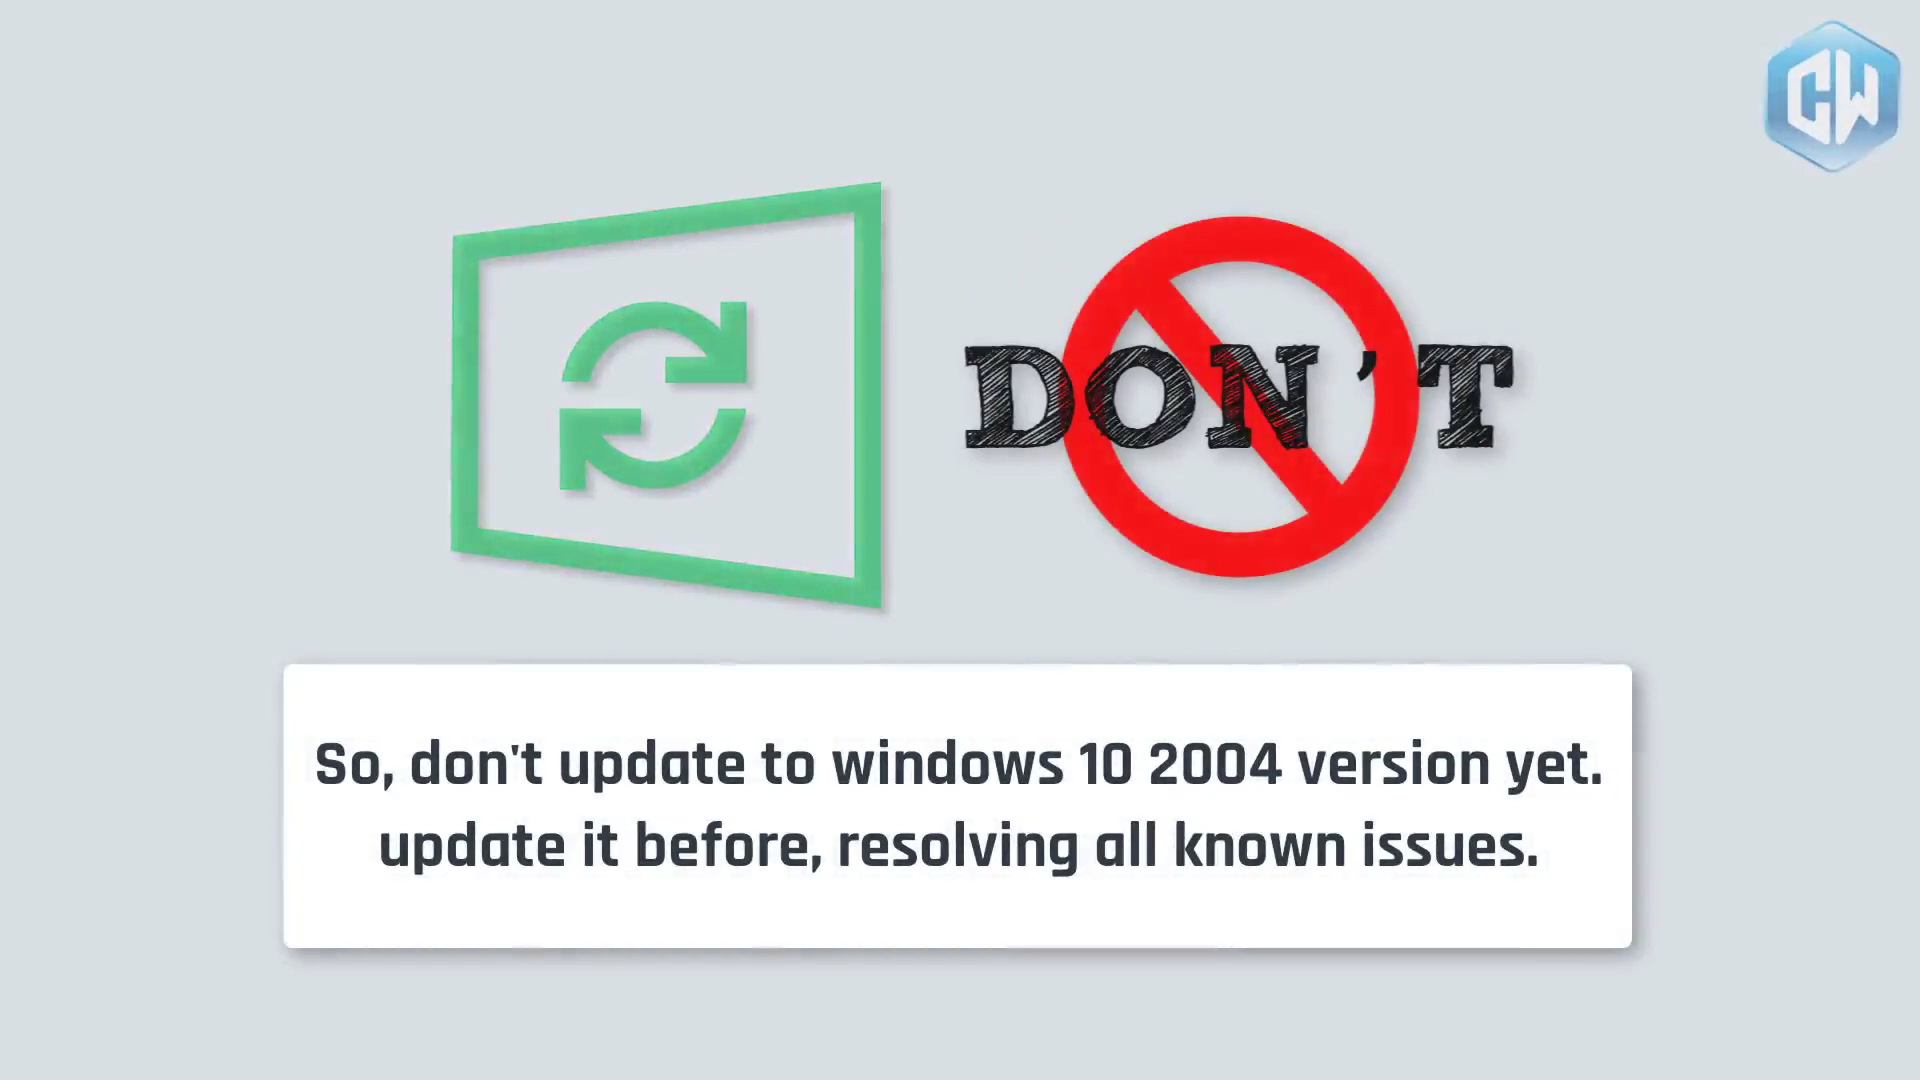 CW
DON'T
So, don't update to windows 10 2004 version yet.
update it before, resolving all known issues.